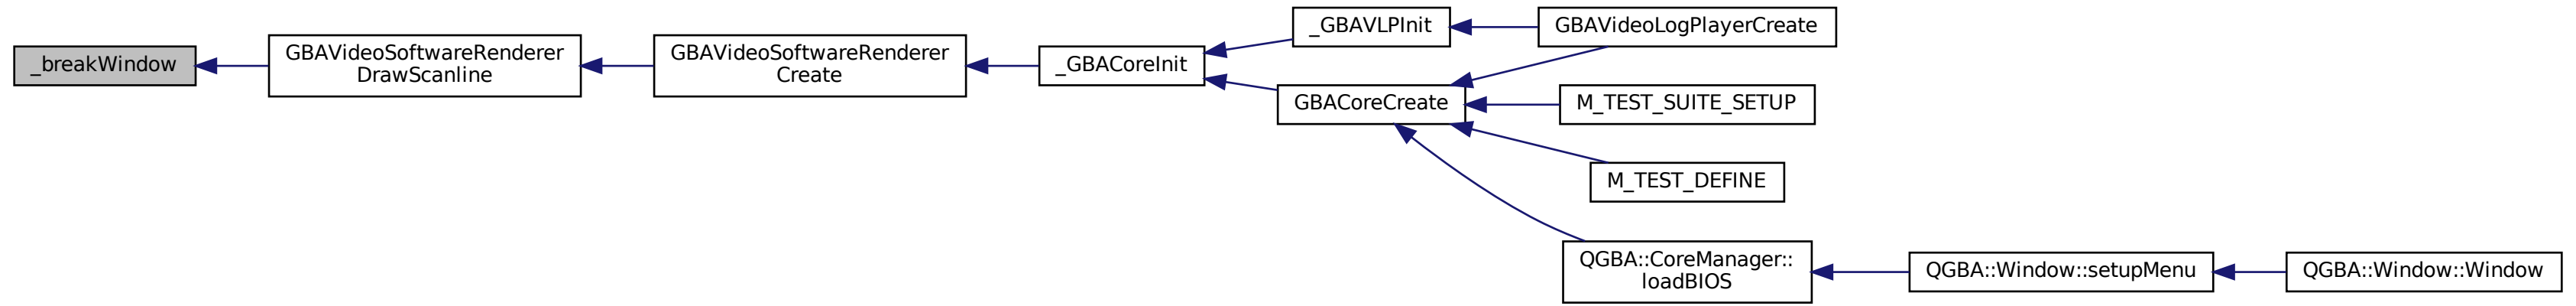 _breakWindow
GBAVideoSoftwareRenderer
DrawScanline
GBAVideoSoftwareRenderer
Create
_GBACoreInit
_GBAVLPInit
GBAVideoLogPlayerCreate
GBACoreCreate
M_TEST_SUITE_SETUP
M_TEST_DEFINE
QGBA::CoreManager::
loadBIOS
QGBA::Window::setupMenu
QGBA::Window::Window